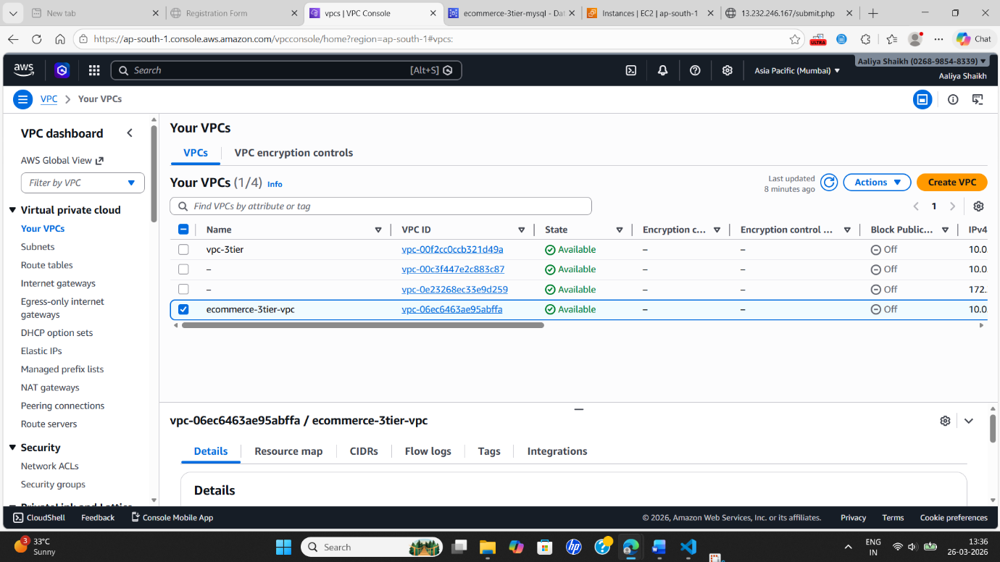 New tab
Registration Form
vpcs | VPC Console
ecommerce-3tier-mysql - Dat
Instances | EC2 | ap-south-1
13.232.246.167/submit.php
https://ap-south-1.console.aws.amazon.com/vpcconsole/home?region=ap-south-1#vpcs:
ULTRA
Chat
aws
Search
[Alt+S]
Asia Pacific (Mumbai)
Aaliya Shaikh (0268-9854-8339)
Aaliya Shaikh
VPC
Your VPCs
VPC dashboard
AWS Global View
Filter by VPC
Virtual private cloud
Your VPCs
Subnets
Route tables
Internet gateways
Egress-only internet
gateways
DHCP option sets
Elastic IPs
Managed prefix lists
NAT gateways
Peering connections
Route servers
Security
Network ACLs
Security groups
PrivateLink and Lattice
Your VPCs
VPCs
VPC encryption controls
Your VPCs (1/4) Info
Last updated
8 minutes ago
Actions
Create VPC
Find VPCs by attribute or tag
1
Name VPC ID State Encryption c... Encryption control ... Block Public... IPv4
vpc-3tier vpc-00f2cc0ccb321d49a Available – – Off 10.0
– vpc-00c3f447e2c883c87 Available – – Off 10.0
– vpc-0e23268ec33e9d259 Available – – Off 172.
ecommerce-3tier-vpc vpc-06ec6463ae95abffa Available – – Off 10.0
vpc-06ec6463ae95abffa / ecommerce-3tier-vpc
Details
Resource map
CIDRs
Flow logs
Tags
Integrations
Details
CloudShell
Feedback
Console Mobile App
© 2026, Amazon Web Services, Inc. or its affiliates.
Privacy
Terms
Cookie preferences
3
33°C
Sunny
Search
ENG
IN
13:36
26-03-2026